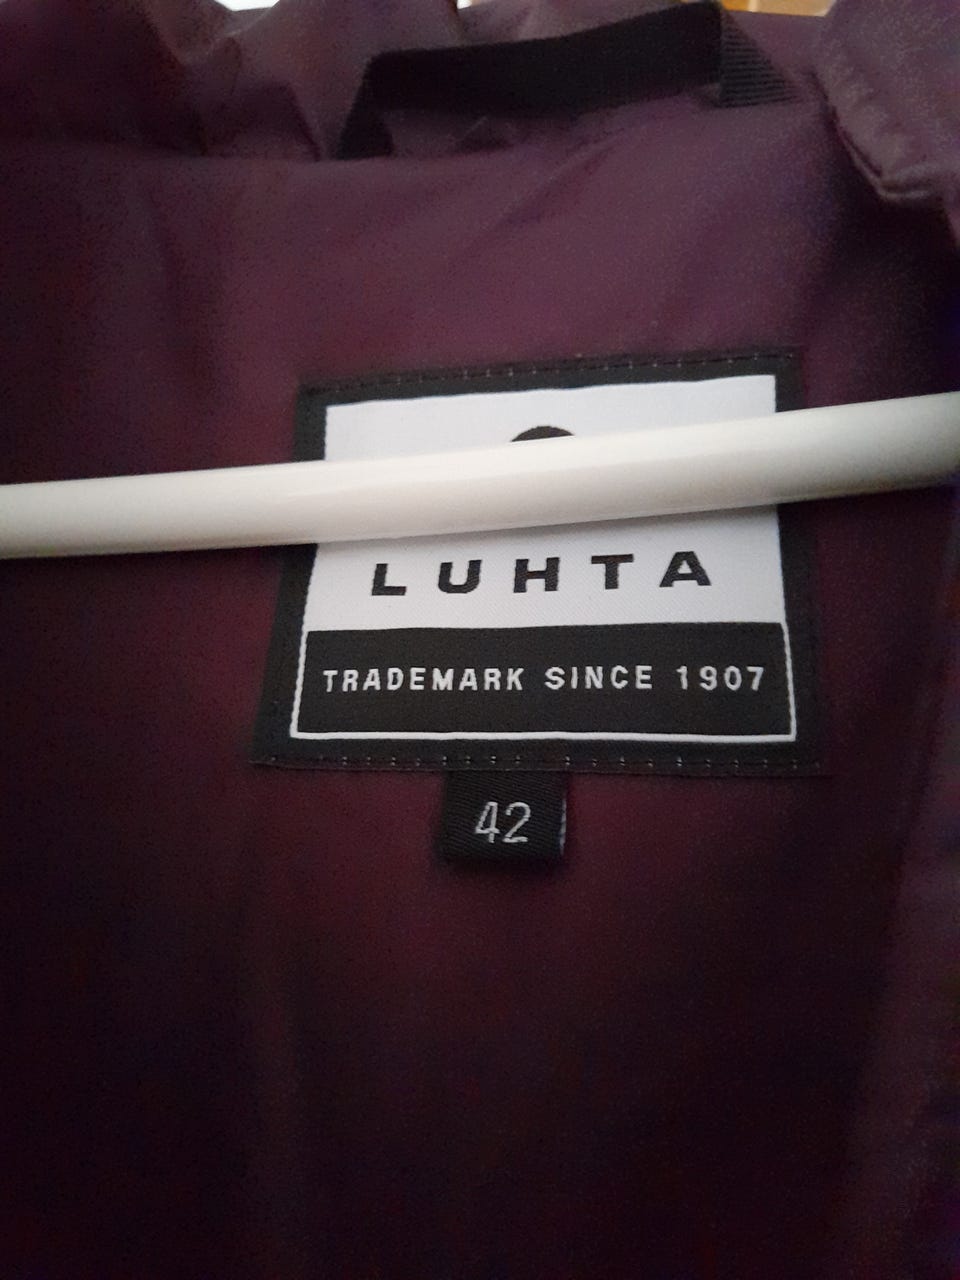 LUHTA
TRADEMARK SINCE 1907
42